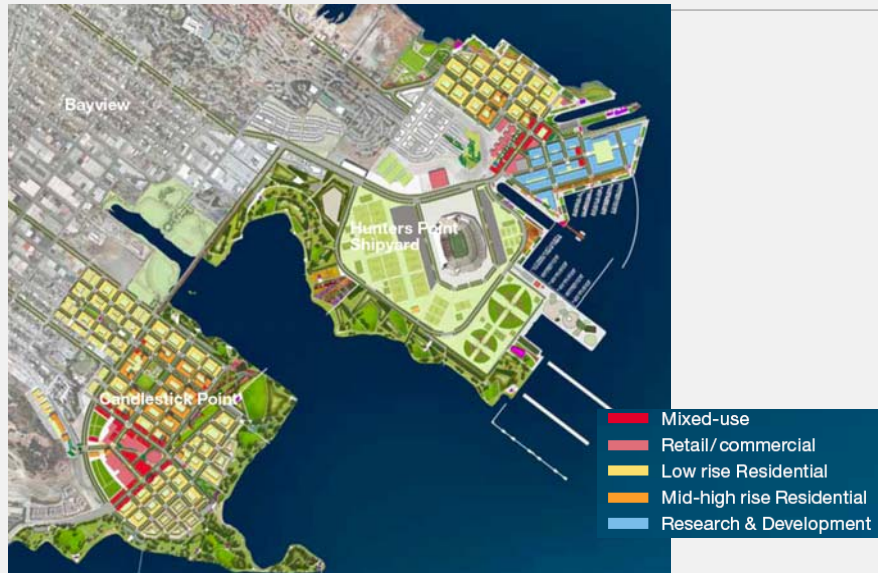 Bayview
Hunters Point
Shipyard
Candlestick Point
Mixed-use
Retail/commercial
Low rise Residential
Mid-high rise Residential
Research & Development